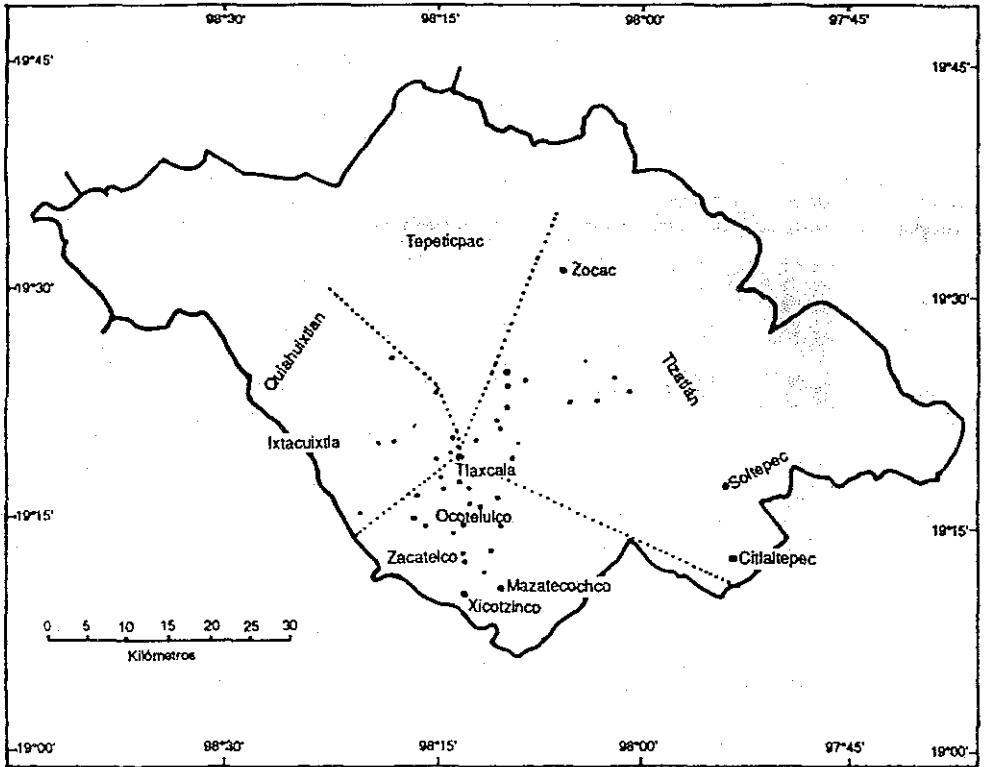 98°30' 98°15' 98°00' 97°45'
19°45' 19°45'
Tepeticpac
Zocac
19°30' 19°30'
Quiahuixtlan
Tizatlán
Ixtacuixtla
Tlaxcala
Soltepec
19°15' 19°15'
Ocotelulco
Zacatelco
Citlaltepec
Mazatecochco
Xicotzinco
0 5 10 15 20 25 30
Kilómetros
19°00' 98°30' 98°15' 98°00' 97°45' 19°00'